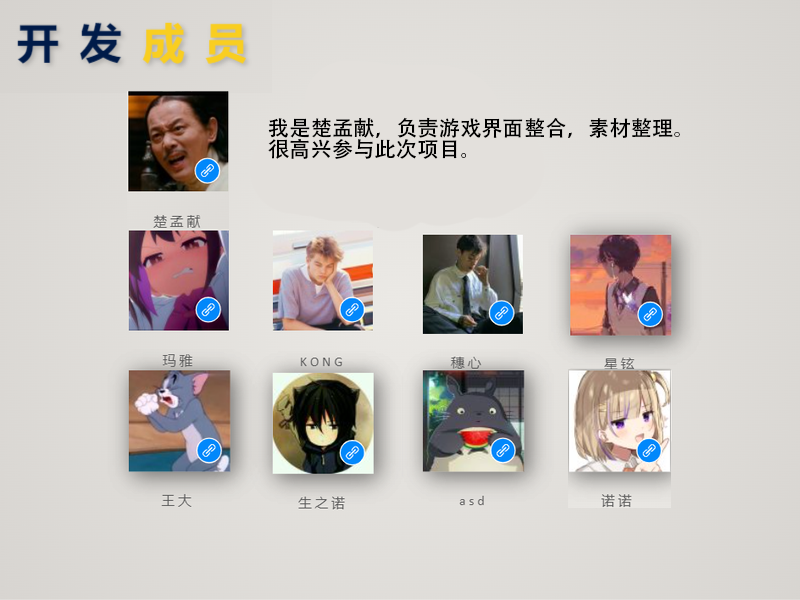 开发成员
我是楚孟献，负责游戏界面整合，素材整理。
很高兴参与此次项目。
楚孟献
玛雅
KONG
穗心
星铉
王大
生之诺
asd
诺诺